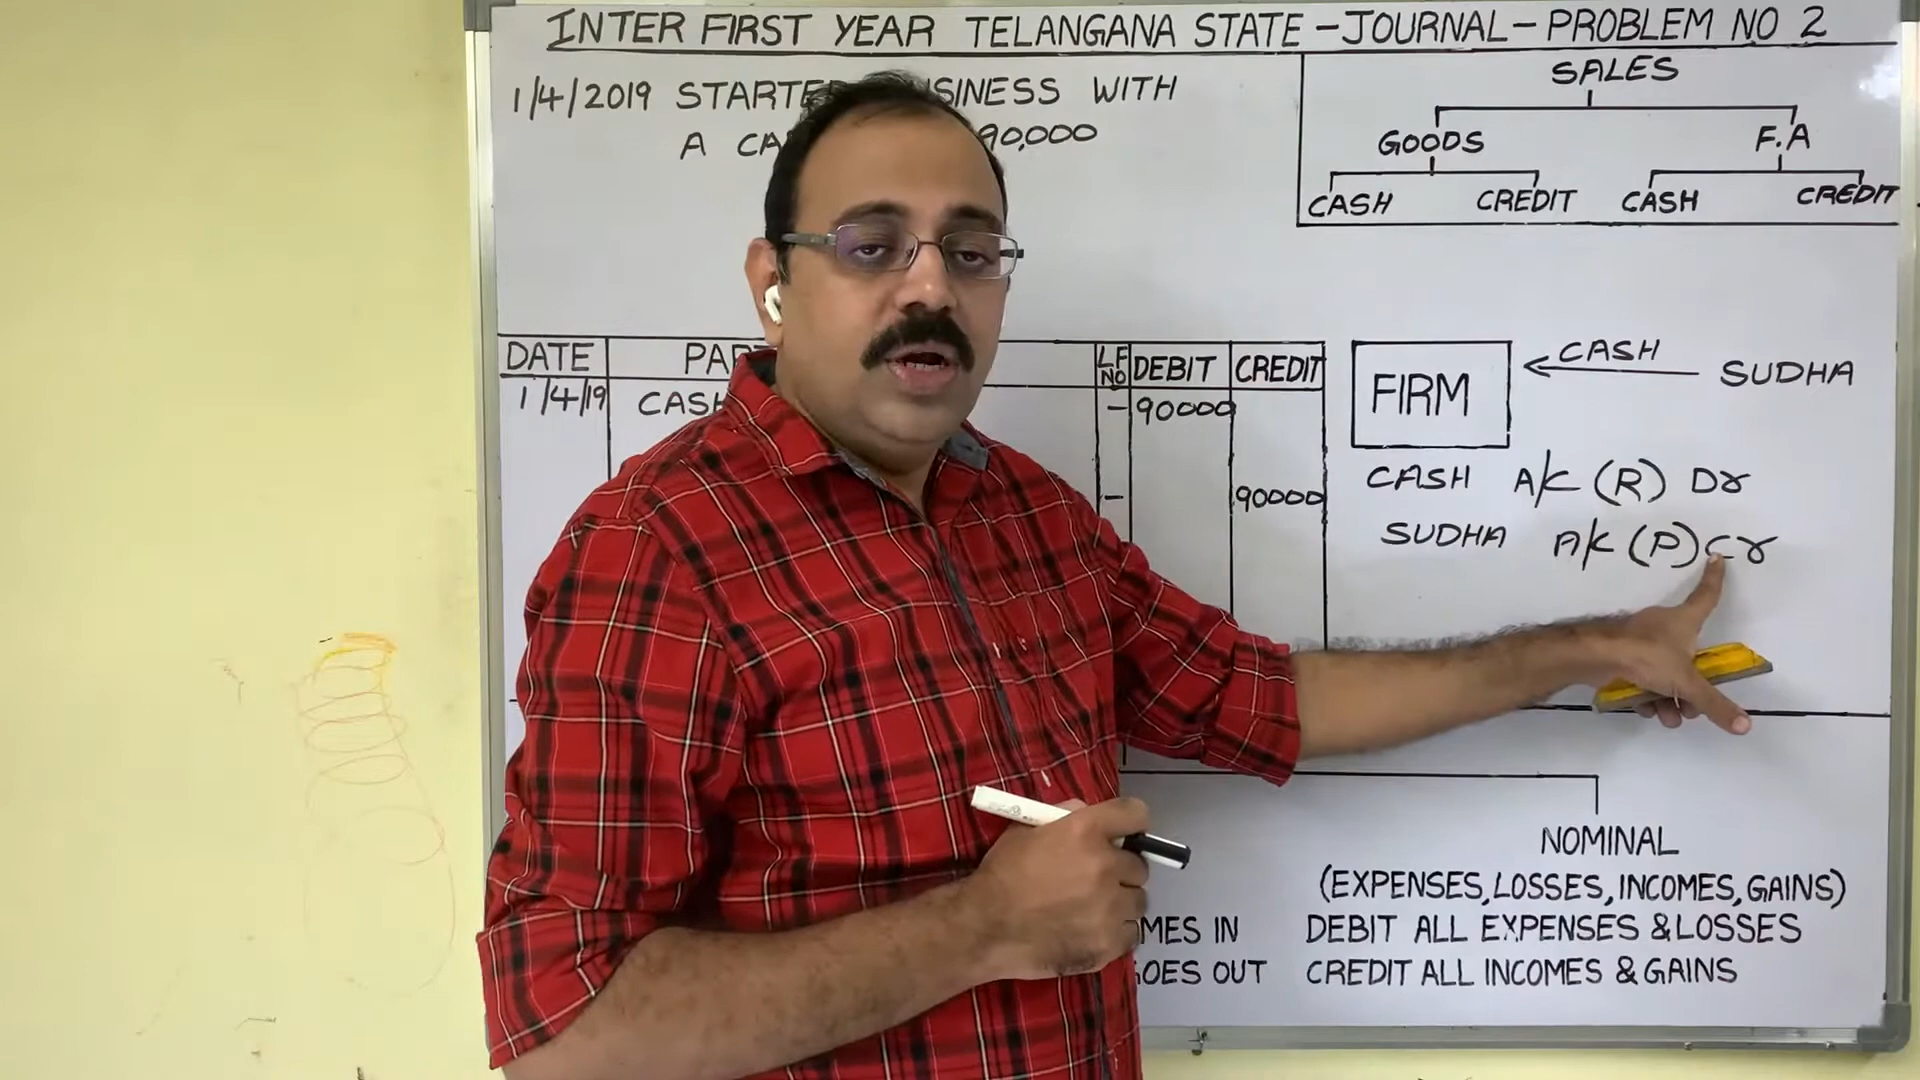 INTER FIRST YEAR TELANGANA STATE - JOURNAL - PROBLEM NO 2
1/4/2019 STARTED BUSINESS WITH
A CA 90,000
SALES
GOODS F.A
CASH CREDIT CASH CREDIT
DATE PAR LF NO DEBIT CREDIT
1/4/19 CASH - 90000
- 90000
FIRM CASH SUDHA
CASH A/C (R) Dr
SUDHA A/C (P) Cr
NOMINAL
(EXPENSES, LOSSES, INCOMES, GAINS)
OMES IN DEBIT ALL EXPENSES & LOSSES
GOES OUT CREDIT ALL INCOMES & GAINS